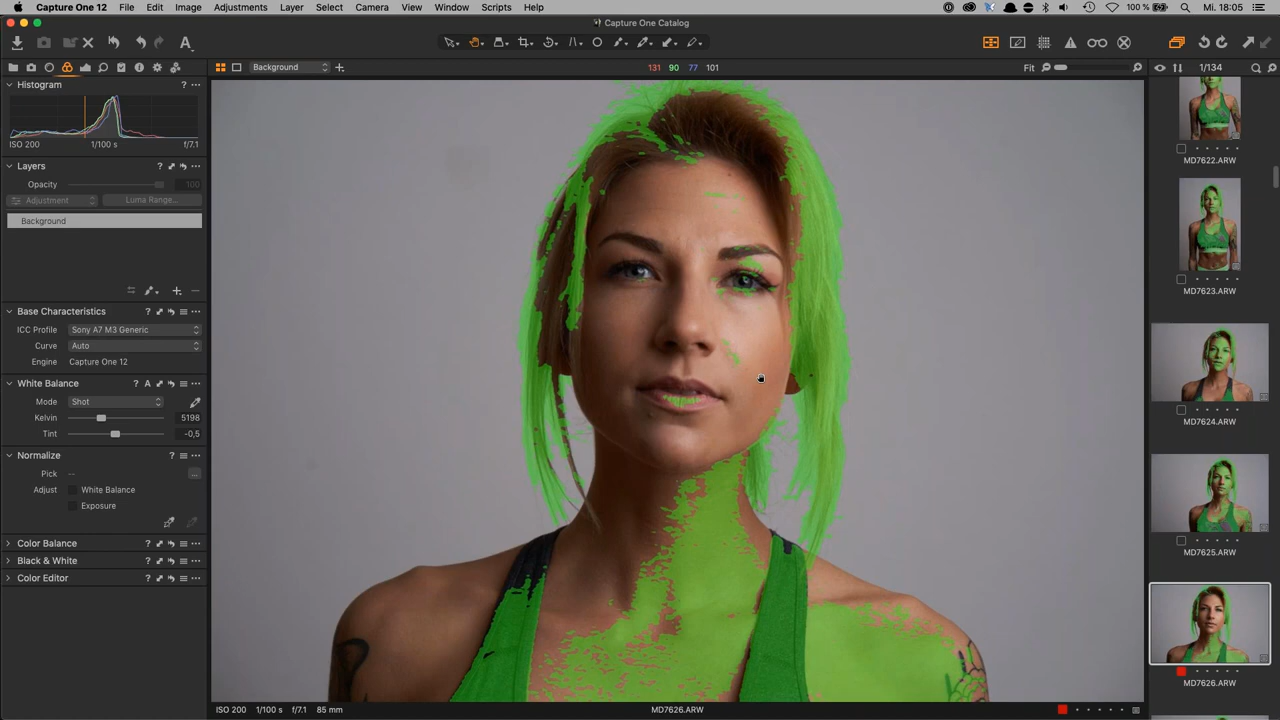 Capture One 12 File Edit Image Adjustments Layer Select Camera View Window Scripts Help 100 % Mi. 18:05
Capture One Catalog
Background 131 90 77 101 Fit 1/134
Histogram
ISO 200 1/100 s f/7.1
Layers
Opacity 100
Adjustment Luma Range...
Background
Base Characteristics
ICC Profile Sony A7 M3 Generic
Curve Auto
Engine Capture One 12
White Balance
Mode Shot
Kelvin 5198
Tint -0,5
Normalize
Pick --
Adjust White Balance
Exposure
Color Balance
Black & White
Color Editor
MD7622.ARW
MD7623.ARW
MD7624.ARW
MD7625.ARW
MD7626.ARW
ISO 200 1/100 s f/7.1 85 mm MD7626.ARW